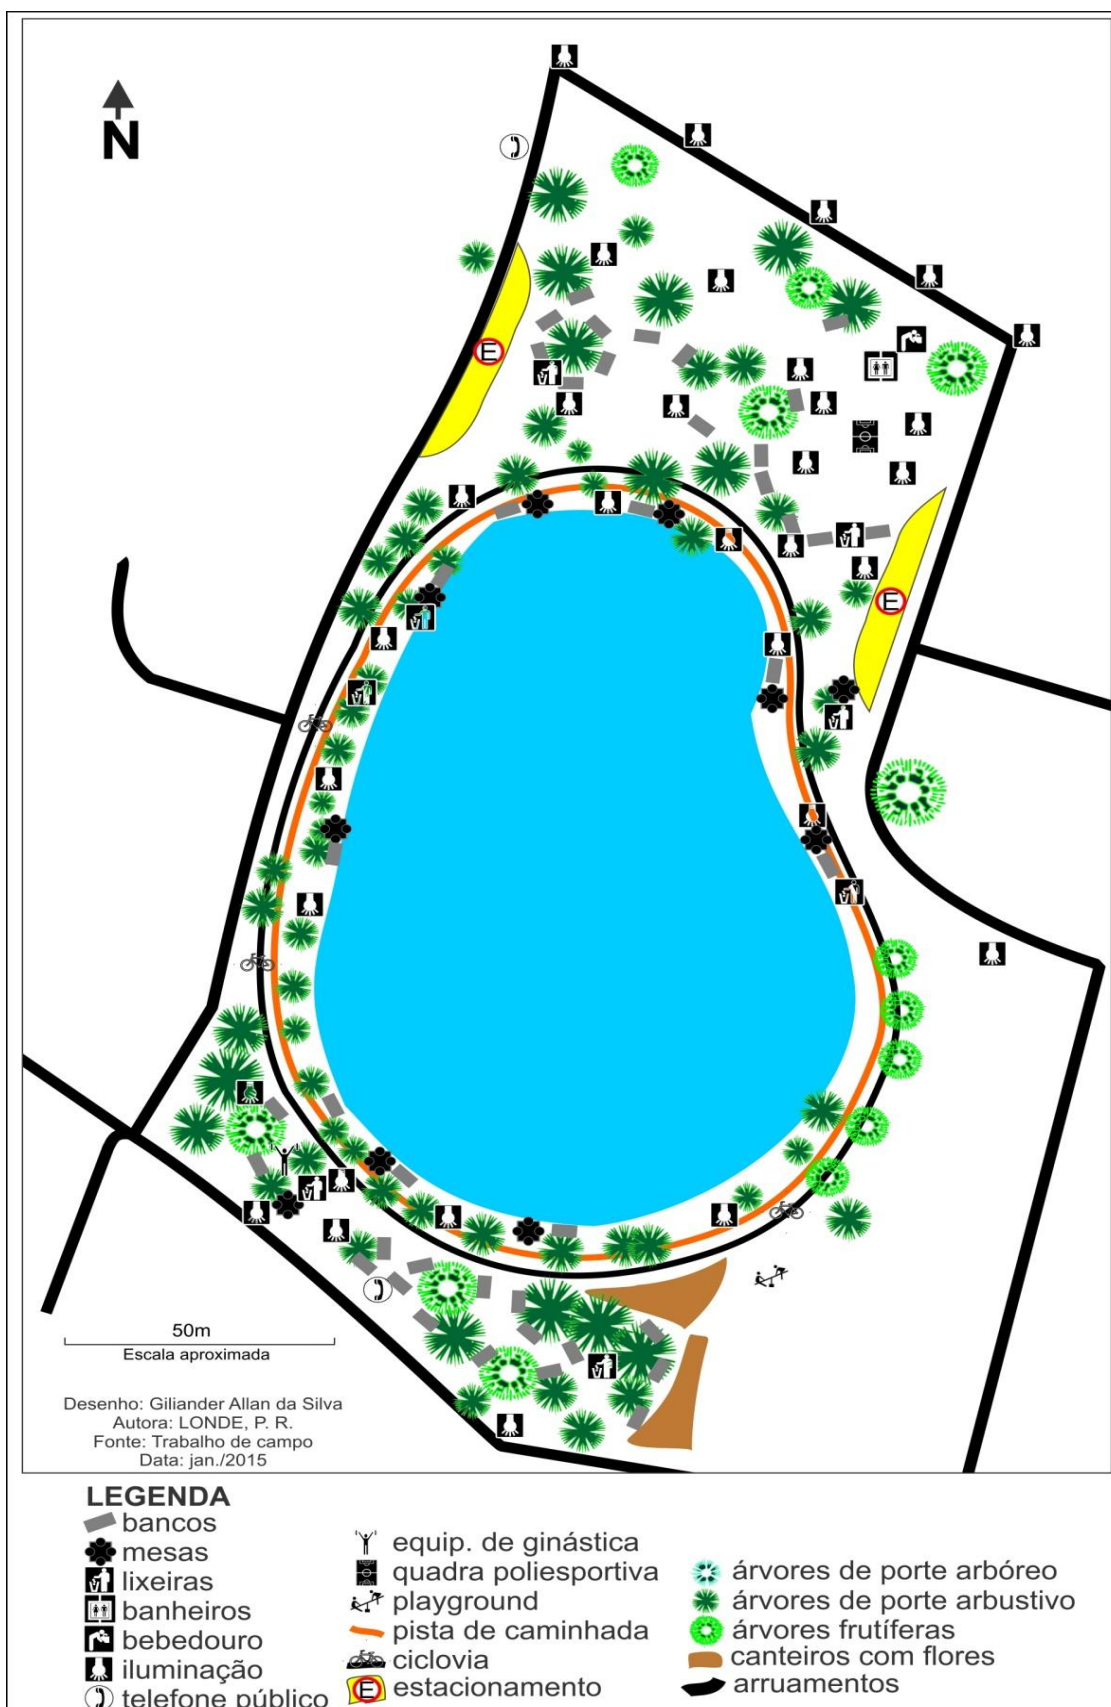 N
E
E
50m
Escala aproximada
Desenho: Giliander Allan da Silva
Autora: LONDE, P. R.
Fonte: Trabalho de campo
Data: jan./2015
LEGENDA
bancos
mesas
lixeiras
banheiros
bebedouro
iluminação
telefone público
equip. de ginástica
quadra poliesportiva
playground
pista de caminhada
ciclovia
E estacionamento
árvores de porte arbóreo
árvores de porte arbustivo
árvores frutíferas
canteiros com flores
arruamentos